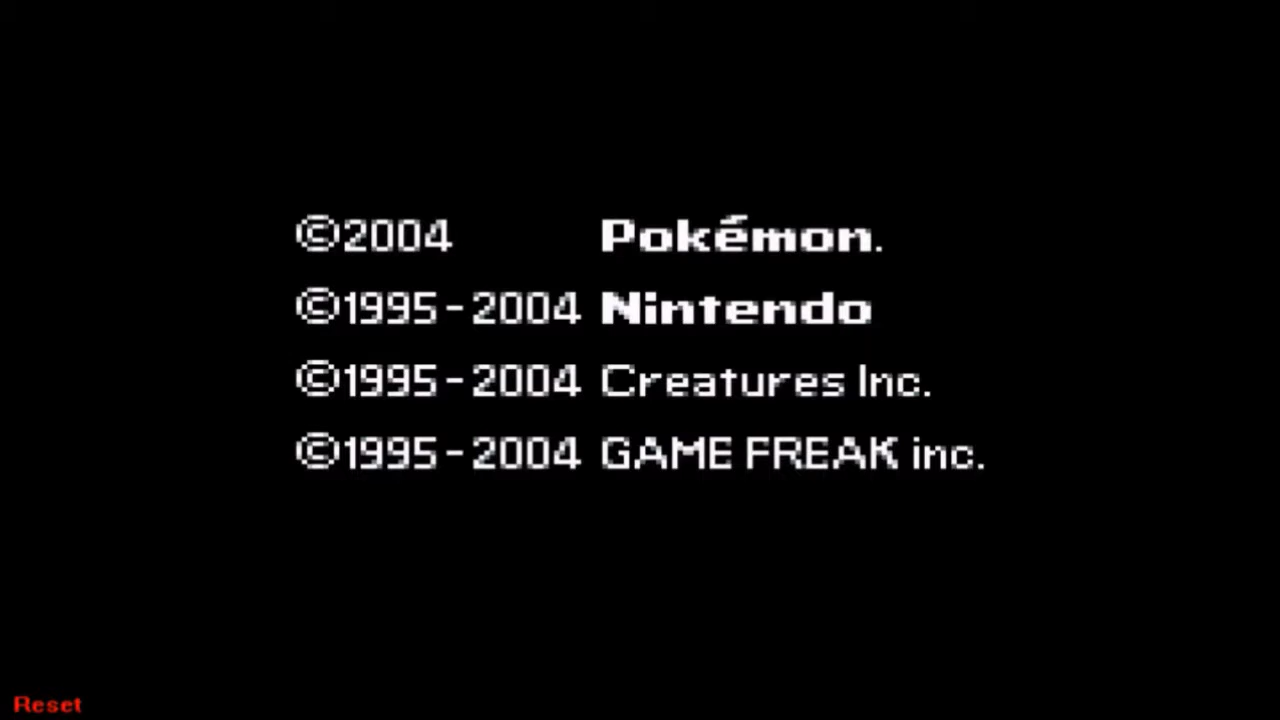 ©2004 Pokémon.
©1995-2004 Nintendo
©1995-2004 Creatures Inc.
©1995-2004 GAME FREAK inc.
Reset